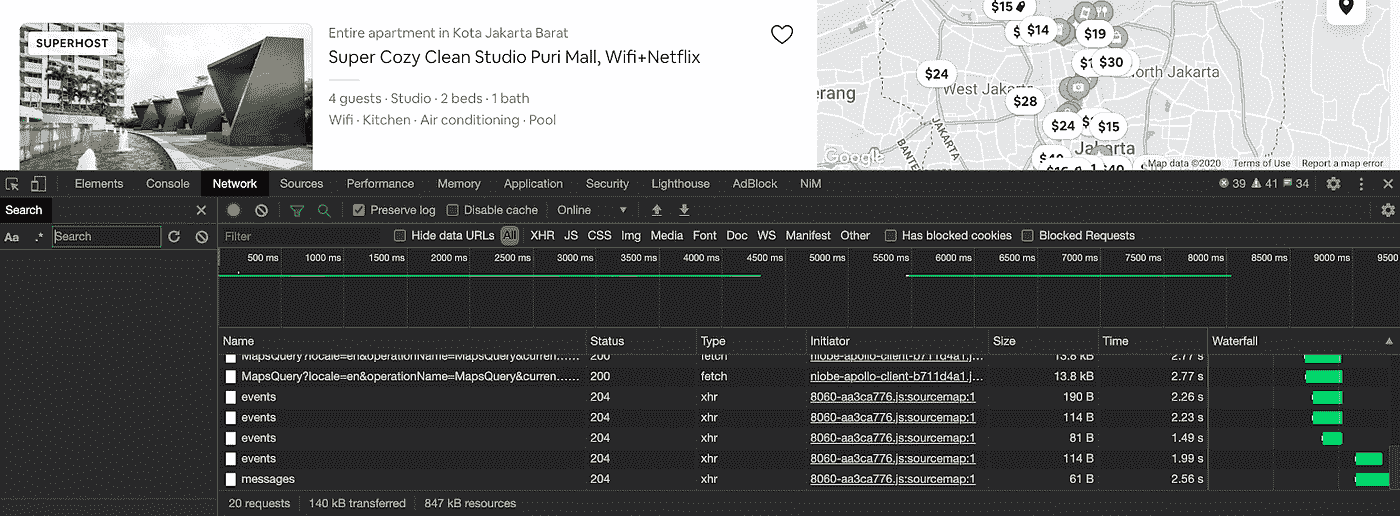 SUPERHOST
Entire apartment in Kota Jakarta Barat
Super Cozy Clean Studio Puri Mall, Wifi+Netflix
4 guests · Studio · 2 beds · 1 bath
Wifi · Kitchen · Air conditioning · Pool
$15
$ $14 $19
$1 $30
$24 North Jakarta
erang West Jakarta
$28
$24 $ $15
JAKARTA
BANTE
JAKARTA
Jakarta
$40
Google
Map data ©2020 Terms of Use Report a map error
Elements Console Network Sources Performance Memory Application Security Lighthouse AdBlock NiM 39 41 34
Search
Preserve log Disable cache Online
Aa .* Search
Filter Hide data URLs All XHR JS CSS Img Media Font Doc WS Manifest Other Has blocked cookies Blocked Requests
500 ms 1000 ms 1500 ms 2000 ms 2500 ms 3000 ms 3500 ms 4000 ms 4500 ms 5000 ms 5500 ms 6000 ms 6500 ms 7000 ms 7500 ms 8000 ms 8500 ms 9000 ms 9500
Name Status Type Initiator Size Time Waterfall
MapsQuery?locale=en&operationName=MapsQuery&curren…... 200 fetch niobe-apollo-client-b711d4a1.j… 13.8 kB 2.77 s
MapsQuery?locale=en&operationName=MapsQuery&curren…... 200 fetch niobe-apollo-client-b711d4a1.j… 13.8 kB 2.77 s
events 204 xhr 8060-aa3ca776.js:sourcemap:1 190 B 2.26 s
events 204 xhr 8060-aa3ca776.js:sourcemap:1 114 B 2.23 s
events 204 xhr 8060-aa3ca776.js:sourcemap:1 81 B 1.49 s
events 204 xhr 8060-aa3ca776.js:sourcemap:1 114 B 1.99 s
messages 204 xhr 8060-aa3ca776.js:sourcemap:1 61 B 2.56 s
20 requests 140 kB transferred 847 kB resources